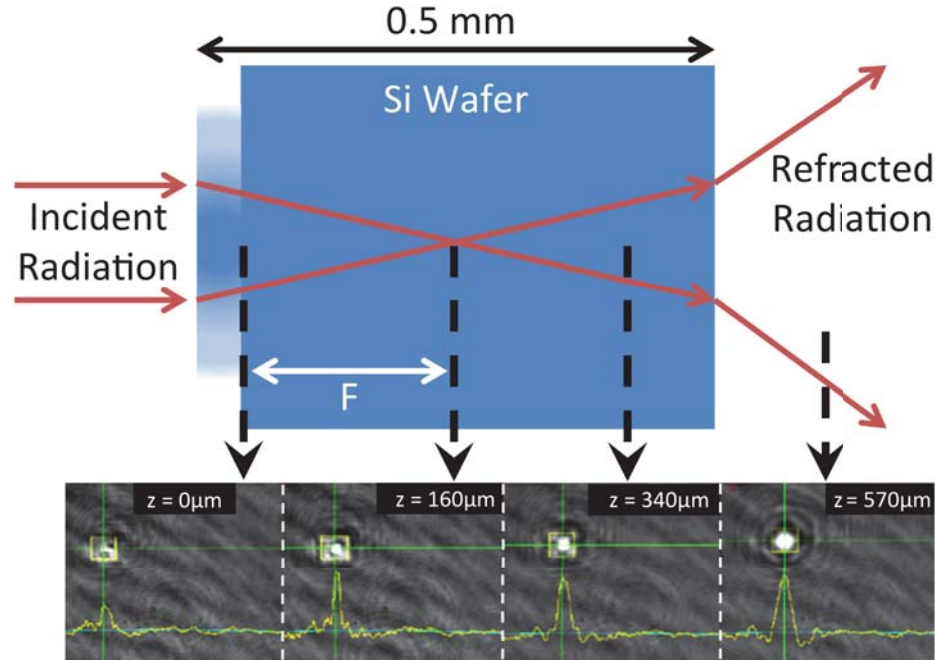 0.5 mm
Si Wafer
Incident
Radiation
Refracted
Radiation
F
z = 0μm
z = 160μm
z = 340μm
z = 570μm